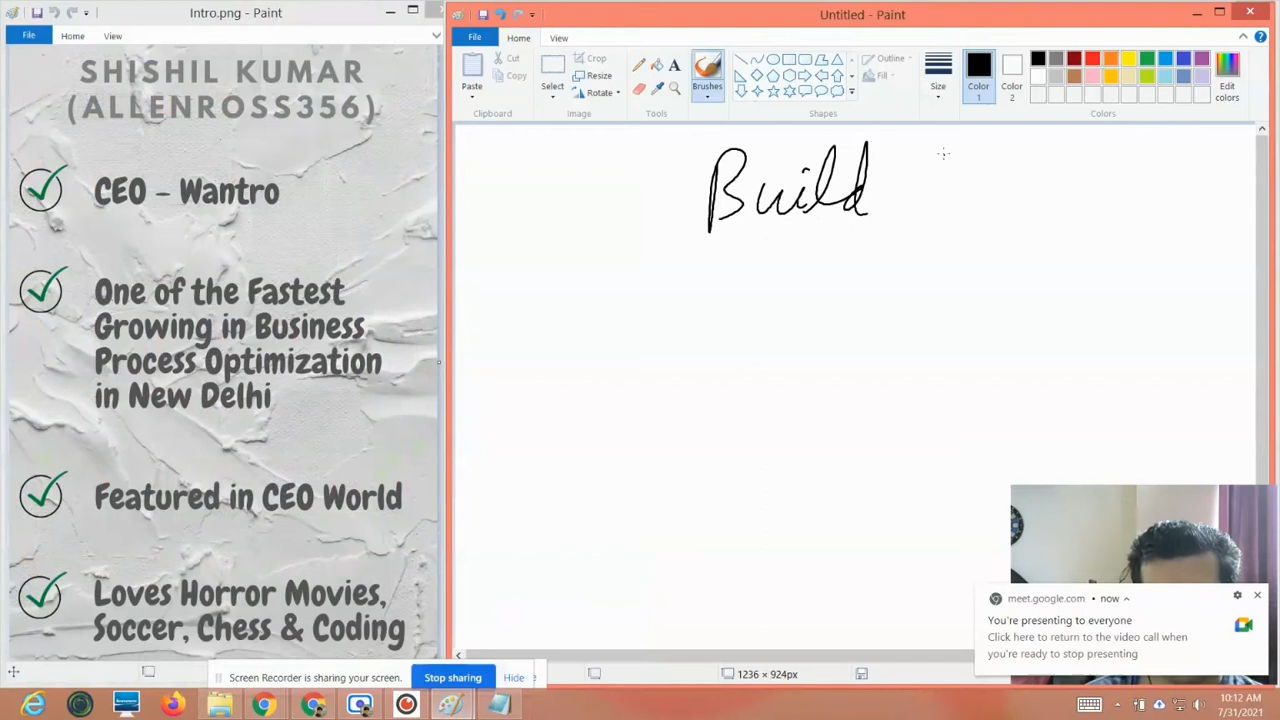 Intro.png - Paint
File
Home
View
SHISHIL KUMAR
(ALLENROSS356)
CEO - Wantro
One of the Fastest
Growing in Business
Process Optimization
in New Delhi
Featured in CEO World
Loves Horror Movies,
Soccer, Chess & Coding
Untitled - Paint
File
Home
View
Paste
Cut
Copy
Clipboard
Select
Crop
Resize
Rotate
Image
A
Tools
Brushes
Outline
Fill
Shapes
Size
Color
1
Color
2
Edit
colors
Colors
Build
meet.google.com • now
You're presenting to everyone
Click here to return to the video call when
you're ready to stop presenting
1236 × 924px
Screen Recorder is sharing your screen.
Stop sharing
Hide
10:12 AM
7/31/2021